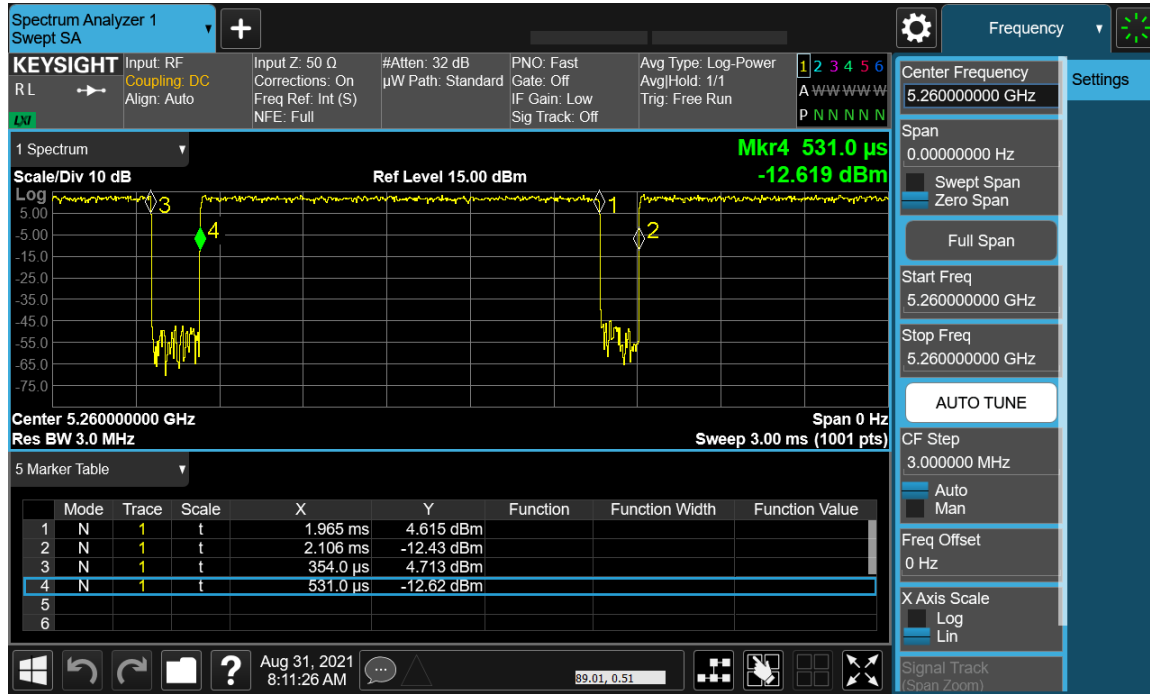 Spectrum Analyzer 1
Swept SA
+
Frequency
KEYSIGHT
R L
LXI
Input: RF
Coupling: DC
Align: Auto
Input Z: 50 Ω
Corrections: On
Freq Ref: Int (S)
NFE: Full
#Atten: 32 dB
µW Path: Standard
PNO: Fast
Gate: Off
IF Gain: Low
Sig Track: Off
Avg Type: Log-Power
Avg|Hold: 1/1
Trig: Free Run
1 2 3 4 5 6
A W W W W W
P N N N N N
1 Spectrum
Scale/Div 10 dB
Ref Level 15.00 dBm
Mkr4 531.0 µs
-12.619 dBm
Log
5.00
-5.00
-15.0
-25.0
-35.0
-45.0
-55.0
-65.0
-75.0
3
4
1
2
Center 5.260000000 GHz
Span 0 Hz
Res BW 3.0 MHz
Sweep 3.00 ms (1001 pts)
5 Marker Table
Mode Trace Scale X Y Function Function Width Function Value
1 N 1 t 1.965 ms 4.615 dBm
2 N 1 t 2.106 ms -12.43 dBm
3 N 1 t 354.0 µs 4.713 dBm
4 N 1 t 531.0 µs -12.62 dBm
5
6
?
Aug 31, 2021
8:11:26 AM
89.01, 0.51
Center Frequency
5.260000000 GHz
Settings
Span
0.00000000 Hz
Swept Span
Zero Span
Full Span
Start Freq
5.260000000 GHz
Stop Freq
5.260000000 GHz
AUTO TUNE
CF Step
3.000000 MHz
Auto
Man
Freq Offset
0 Hz
X Axis Scale
Log
Lin
Signal Track
(Span Zoom)